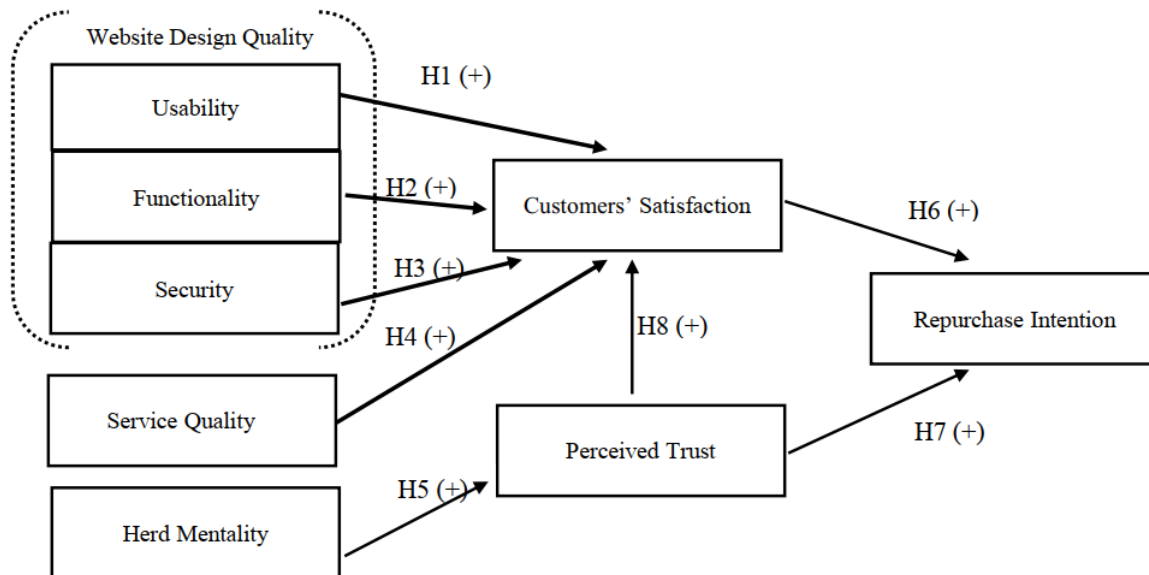 Website Design Quality
Usability
H1 (+)
Functionality
H2 (+)
Customers’ Satisfaction
H6 (+)
Security
H3 (+)
Repurchase Intention
H4 (+)
H8 (+)
Service Quality
Perceived Trust
H7 (+)
H5 (+)
Herd Mentality